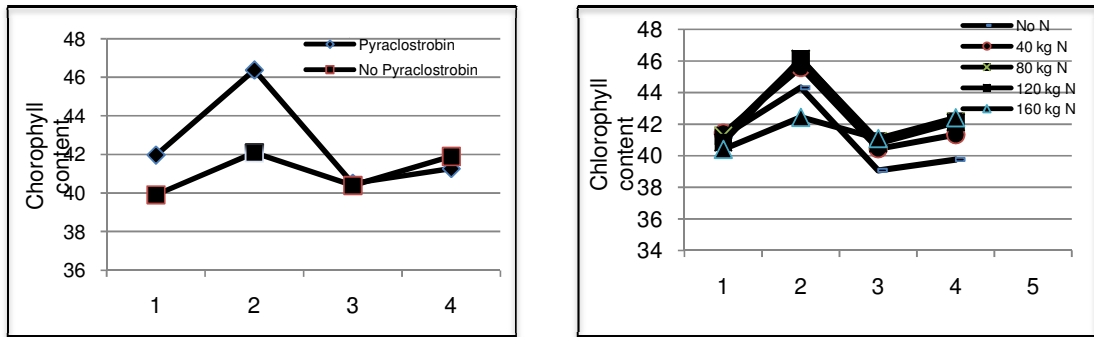 48
46
44
42
40
38
36
Chorophyll
content
1 2 3 4
Pyraclostrobin
No Pyraclostrobin
48
46
44
42
40
38
36
34
Chlorophyll
content
1 2 3 4 5
No N
40 kg N
80 kg N
120 kg N
160 kg N